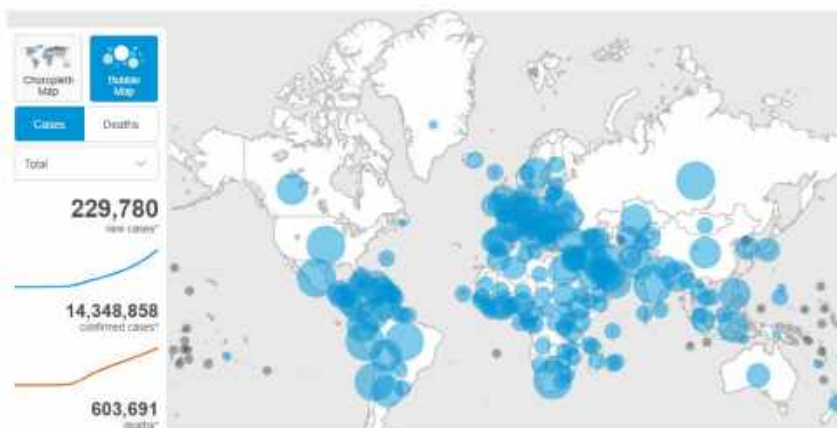 Choropleth
Map
Bubble
Map
Cases
Deaths
Total
229,780
new cases*
14,348,858
confirmed cases*
603,691
deaths*